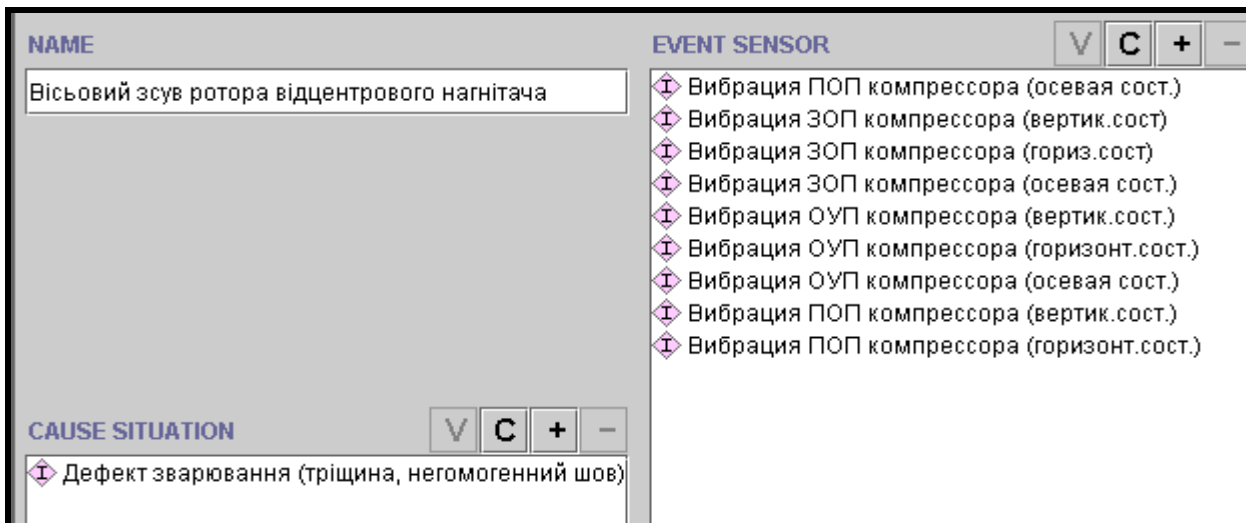 NAME
Вісьовий зсув ротора відцентрового нагнітача
CAUSE SITUATION
V C + −
I Дефект зварювання (тріщина, негомогенний шов)
EVENT SENSOR
V C + −
I Вибрация ПОП компрессора (осевая сост.)
I Вибрация ЗОП компрессора (вертик.сост)
I Вибрация ЗОП компрессора (гориз.сост)
I Вибрация ЗОП компрессора (осевая сост.)
I Вибрация ОУП компрессора (вертик.сост.)
I Вибрация ОУП компрессора (горизонт.сост.)
I Вибрация ОУП компрессора (осевая сост.)
I Вибрация ПОП компрессора (вертик.сост.)
I Вибрация ПОП компрессора (горизонт.сост.)